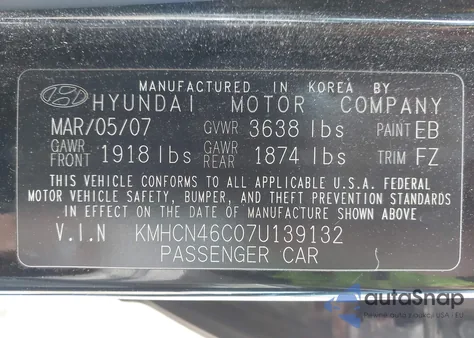 MANUFACTURED IN KOREA BY
HYUNDAI MOTOR COMPANY
MAR/05/07 GVWR 3638 lbs PAINT EB
GAWR FRONT 1918 lbs GAWR REAR 1874 lbs TRIM FZ
THIS VEHICLE CONFORMS TO ALL APPLICABLE U.S.A. FEDERAL
MOTOR VEHICLE SAFETY, BUMPER, AND THEFT PREVENTION STANDARDS
IN EFFECT ON THE DATE OF MANUFACTURE SHOWN ABOVE
V.I.N KMHCN46C07U139132
PASSENGER CAR
autaSnap